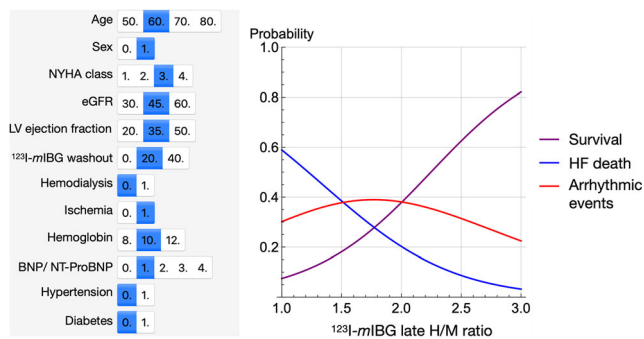 Age 50. 60. 70. 80.
Sex 0. 1.
NYHA class 1. 2. 3. 4.
eGFR 30. 45. 60.
LV ejection fraction 20. 35. 50.
¹²³I-mIBG washout 0. 20. 40.
Hemodialysis 0. 1.
Ischemia 0. 1.
Hemoglobin 8. 10. 12.
BNP/ NT-ProBNP 0. 1. 2. 3. 4.
Hypertension 0. 1.
Diabetes 0. 1.
Probability
1.0
0.8
0.6
0.4
0.2
1.0 1.5 2.0 2.5 3.0
¹²³I-mIBG late H/M ratio
Survival
HF death
Arrhythmic
events